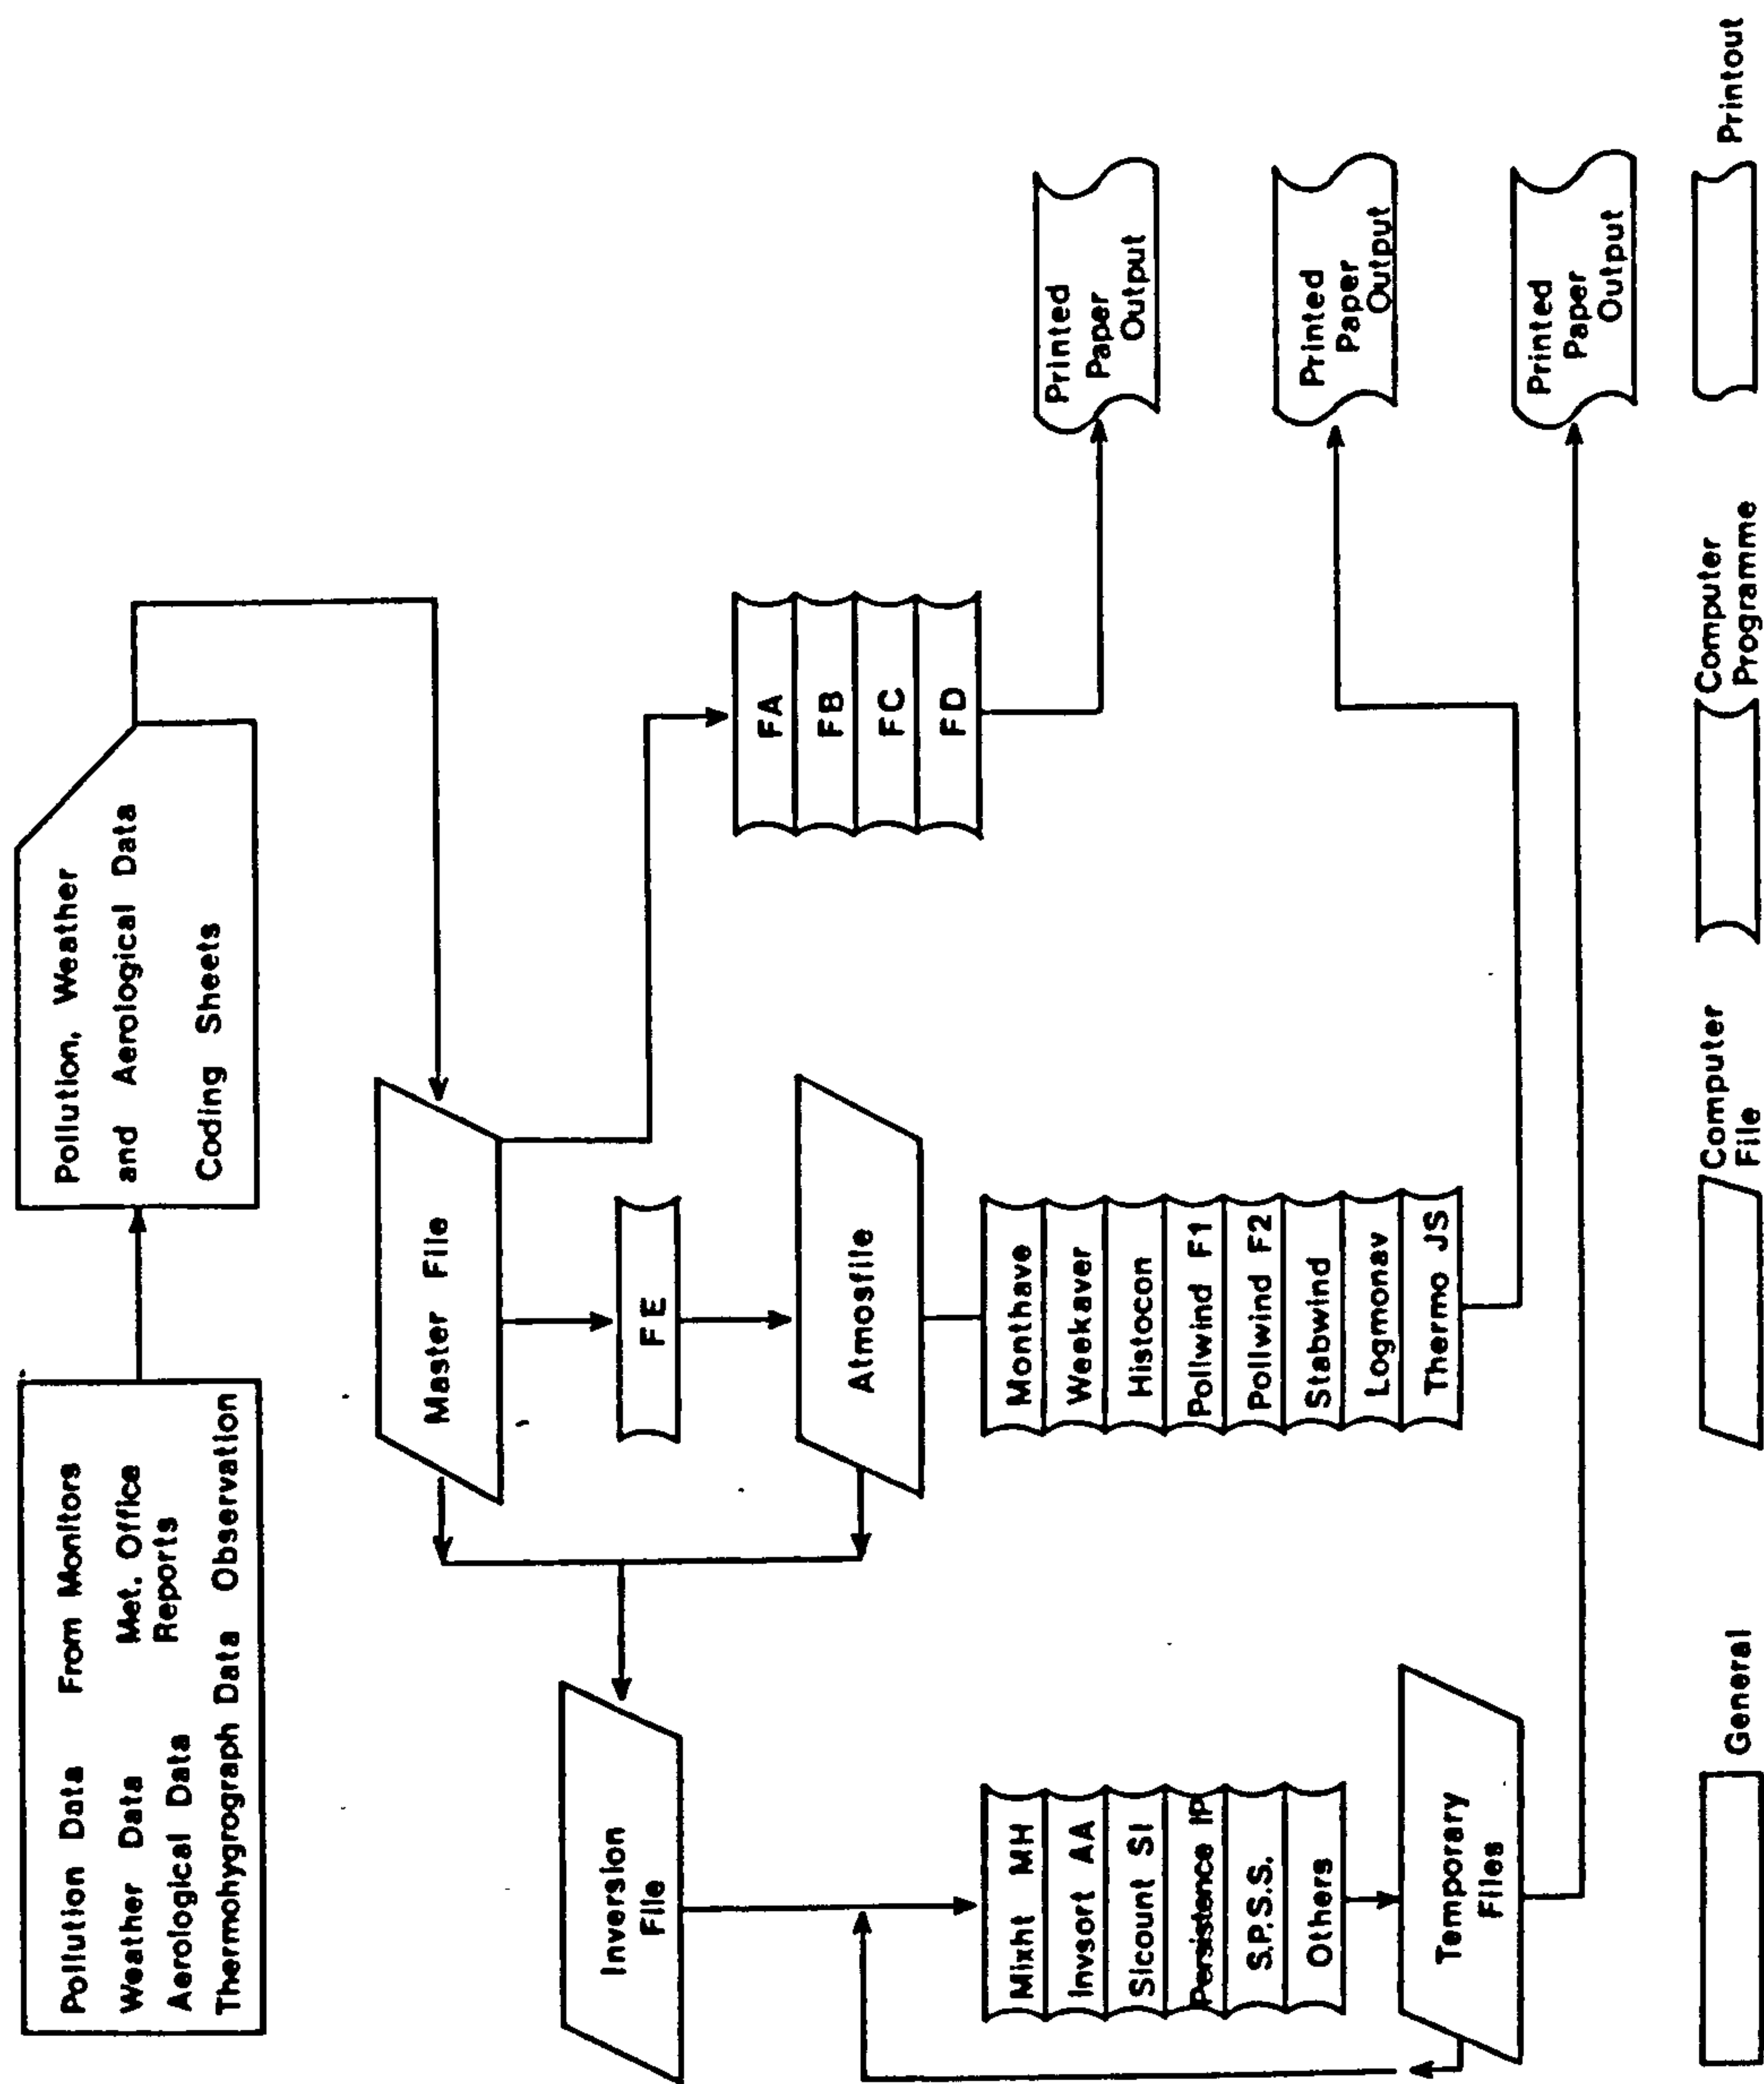 Pollution Data From Monitors
Weather Data Met. Office
Aerological Data Reports
Thermohygrograph Data Observation
Pollution, Weather
and Aerological Data
Coding Sheets
Master File
FE
Atmosfile
Monthave
Weekaver
Histocon
Pollwind F1
Pollwind F2
Stabwind
Logmonav
Thermo JS
FA
FB
FC
FD
Inversion
File
Mixht MH
Invsort AA
Sicount SI
Persistence IP
S.P.S.S.
Others
Temporary
Files
Printed
Paper
Output
Printed
Paper
Output
Printed
Paper
Output
General
Computer
File
Computer
Programme
Printout